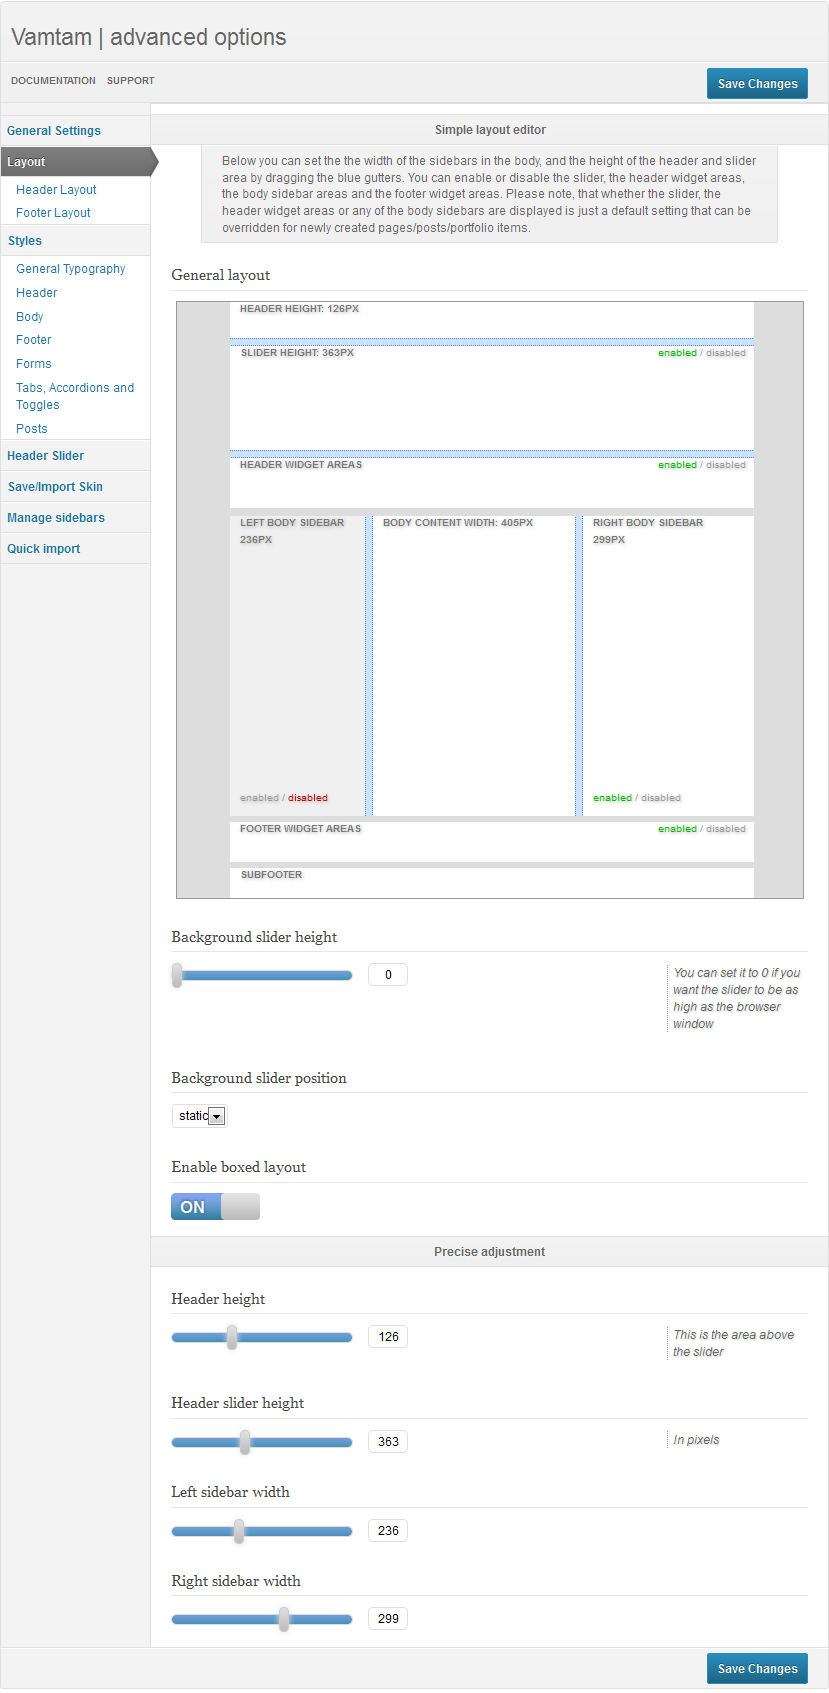 Vamtam | advanced options
DOCUMENTATION SUPPORT
Save Changes
General Settings
Layout
Header Layout
Footer Layout
Styles
General Typography
Header
Body
Footer
Forms
Tabs, Accordions and
Toggles
Posts
Header Slider
Save/Import Skin
Manage sidebars
Quick import
Simple layout editor
Below you can set the the width of the sidebars in the body, and the height of the header and slider
area by dragging the blue gutters. You can enable or disable the slider, the header widget areas,
the body sidebar areas and the footer widget areas. Please note, that whether the slider, the
header widget areas or any of the body sidebars are displayed is just a default setting that can be
overridden for newly created pages/posts/portfolio items.
General layout
HEADER HEIGHT: 126PX
SLIDER HEIGHT: 363PX
enabled / disabled
HEADER WIDGET AREAS
enabled / disabled
LEFT BODY SIDEBAR
236PX
enabled / disabled
BODY CONTENT WIDTH: 405PX
RIGHT BODY SIDEBAR
299PX
enabled / disabled
FOOTER WIDGET AREAS
enabled / disabled
SUBFOOTER
Background slider height
0
You can set it to 0 if you
want the slider to be as
high as the browser
window
Background slider position
static
Enable boxed layout
ON
Precise adjustment
Header height
126
This is the area above
the slider
Header slider height
363
In pixels
Left sidebar width
236
Right sidebar width
299
Save Changes